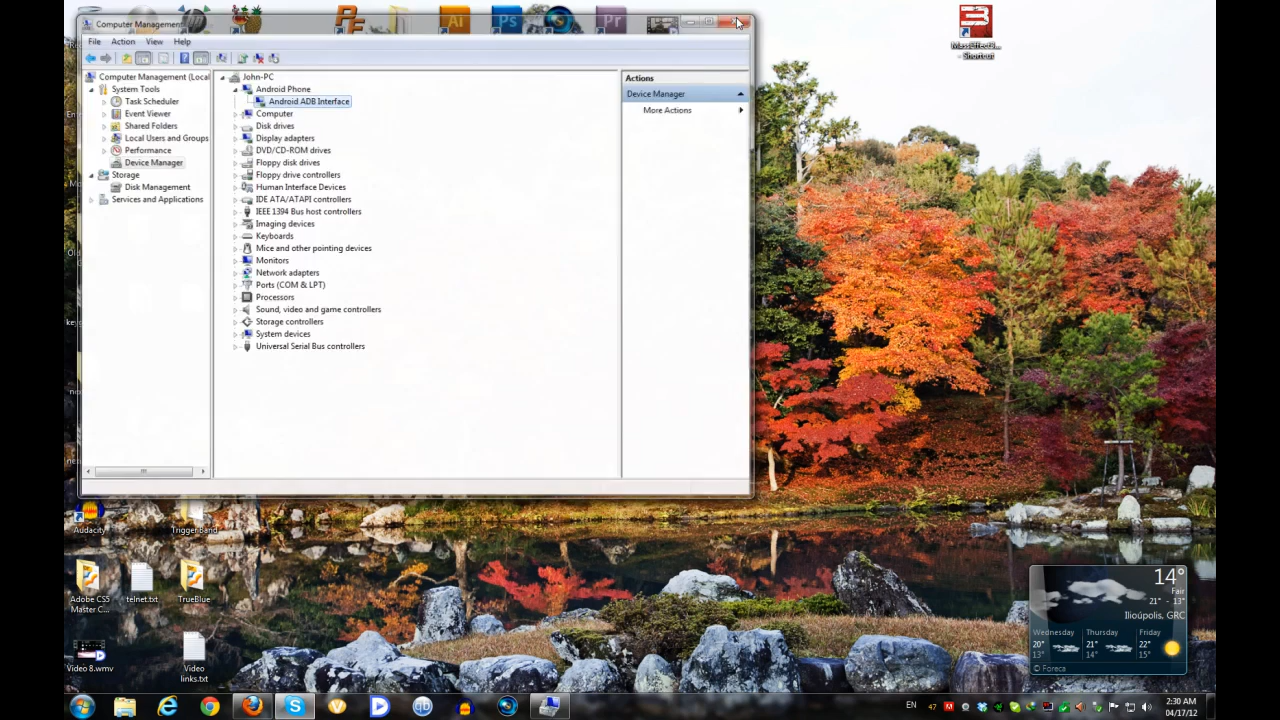 Computer Management
File Action View Help
Computer Management (Local
System Tools
Task Scheduler
Event Viewer
Shared Folders
Local Users and Groups
Performance
Device Manager
Storage
Disk Management
Services and Applications
John-PC
Android Phone
Android ADB Interface
Computer
Disk drives
Display adapters
DVD/CD-ROM drives
Floppy disk drives
Floppy drive controllers
Human Interface Devices
IDE ATA/ATAPI controllers
IEEE 1394 Bus host controllers
Imaging devices
Keyboards
Mice and other pointing devices
Monitors
Network adapters
Ports (COM & LPT)
Processors
Sound, video and game controllers
Storage controllers
System devices
Universal Serial Bus controllers
Actions
Device Manager
More Actions
Ai
Ps
Pr
MassEffect3...
- Shortcut
Audacity
Triggerband
Adobe CS5
Master C...
telnet.txt
TrueBlue
Video 8.wmv
Video
links.txt
14°
Fair
21° - 13°
Ilioúpolis, GRC
Wednesday Thursday Friday
20° 21° 22°
13° 14° 15°
© Foreca
EN
47
2:30 AM
04/17/12